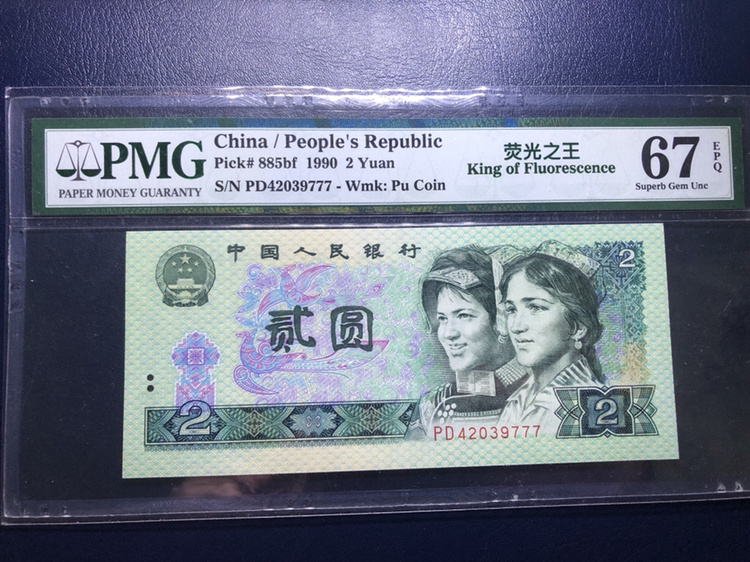 PMG
PAPER MONEY GUARANTY
China / People's Republic
Pick# 885bf 1990 2 Yuan
S/N PD42039777 - Wmk: Pu Coin
荧光之王
King of Fluorescence
67 EPQ
Superb Gem Unc
中国人民银行
2
贰圆
2
2
PD42039777